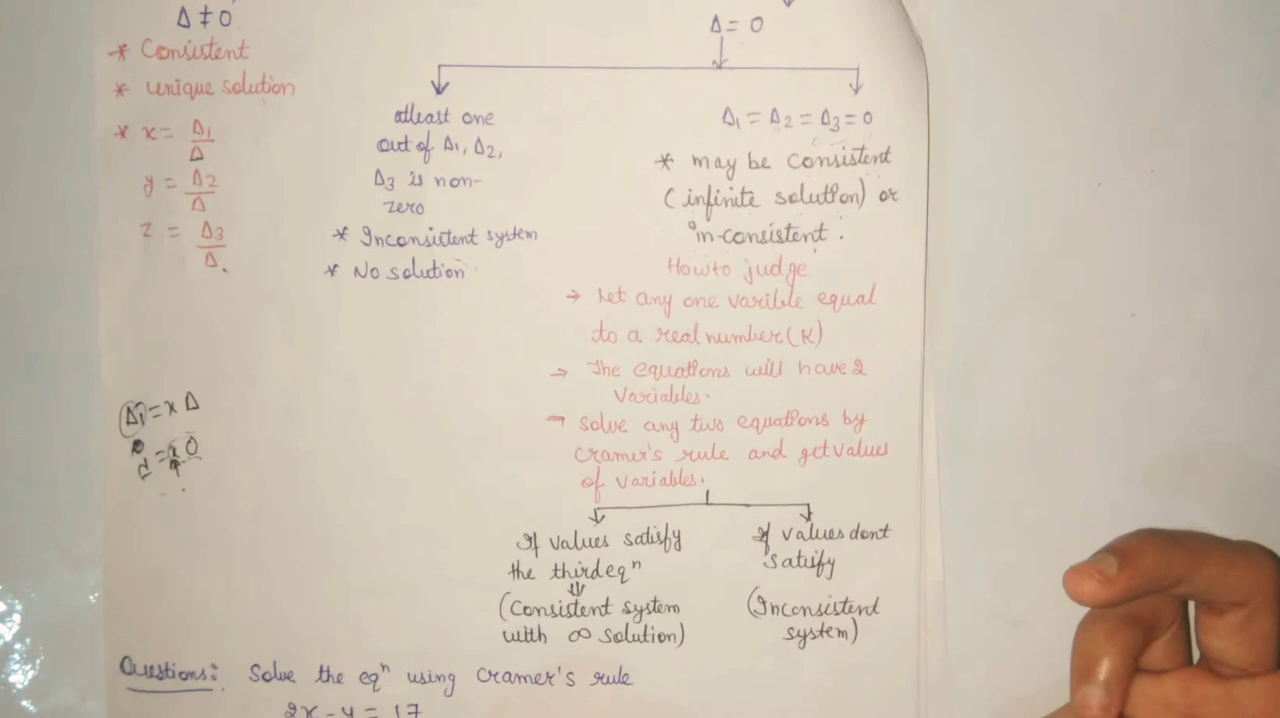 Δ ≠ 0
* Consistent
* unique solution
* x = Δ₁/Δ
y = Δ2/Δ
z = Δ3/Δ.
Δ₁ = x Δ
Δ = 0
atleast one
out of Δ₁, Δ2,
Δ3 is non-
zero
* Inconsistent system
* No solution
Δ₁ = Δ2 = Δ3 = 0
* may be consistent
(infinite solution) or
in-consistent.
How to judge
→ Let any one varible equal
to a real number (K)
→ The equations will have 2
Variables.
→ Solve any two equations by
cramer's rule and get values
of variables.
If values satisfy
the third eqⁿ
⇓
(Consistent system
with ∞ solution)
If values dont
satisfy
(Inconsistent
system)
Questions: Solve the eqⁿ using Cramer's rule
2x - y = 17